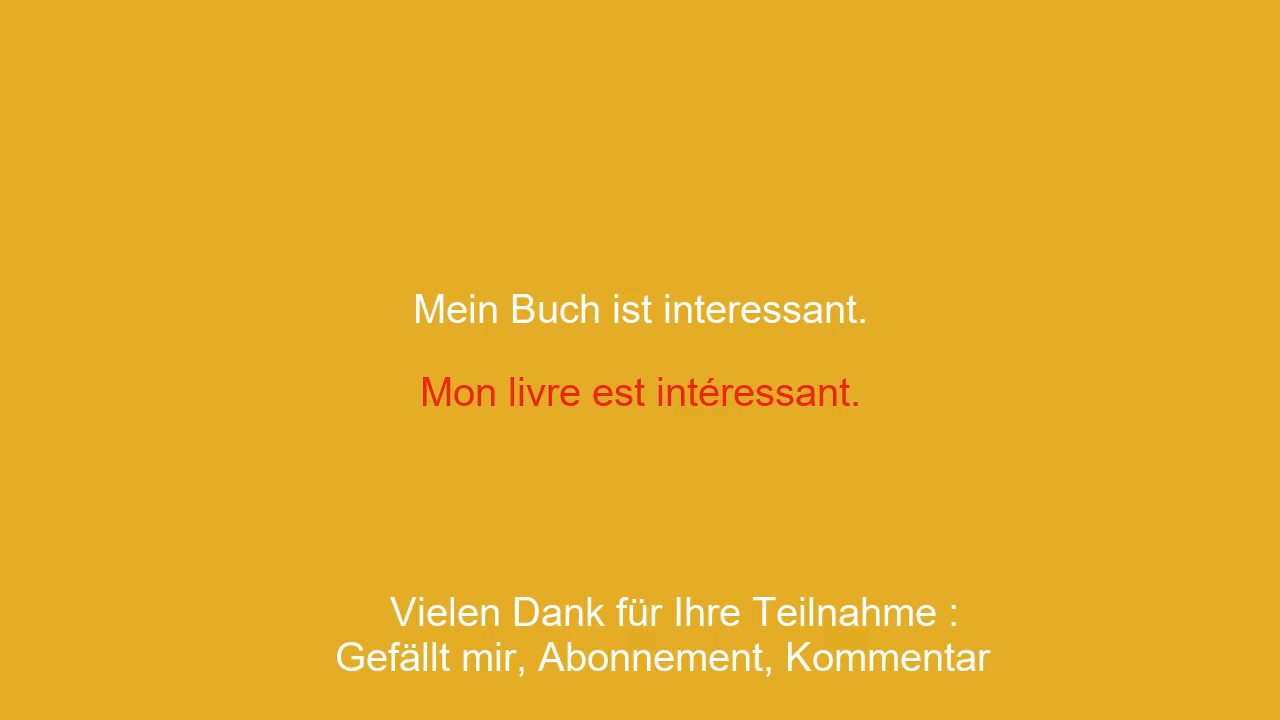 Mein Buch ist interessant.
Mon livre est intéressant.
Vielen Dank für Ihre Teilnahme :
Gefällt mir, Abonnement, Kommentar